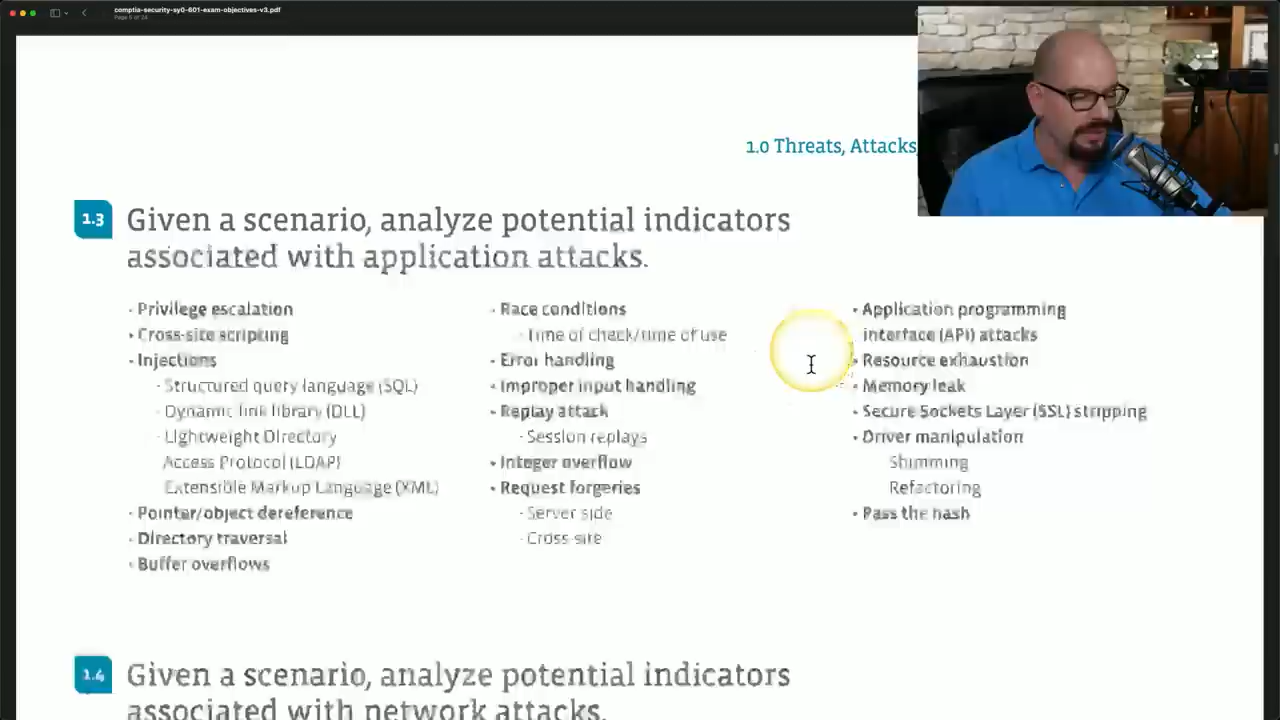 comptia-security-sy0-601-exam-objectives-v3.pdf
Page 6 of 24
1.0 Threats, Attacks,
1.3 Given a scenario, analyze potential indicators
associated with application attacks.
· Privilege escalation
· Cross-site scripting
· Injections
- Structured query language (SQL)
- Dynamic link library (DLL)
- Lightweight Directory
Access Protocol (LDAP)
Extensible Markup Language (XML)
· Pointer/object dereference
· Directory traversal
· Buffer overflows
· Race conditions
- Time of check/time of use
· Error handling
· Improper input handling
· Replay attack
- Session replays
· Integer overflow
· Request forgeries
- Server side
- Cross-site
· Application programming
interface (API) attacks
· Resource exhaustion
· Memory leak
· Secure Sockets Layer (SSL) stripping
· Driver manipulation
Shimming
Refactoring
· Pass the hash
1.4 Given a scenario, analyze potential indicators
associated with network attacks.